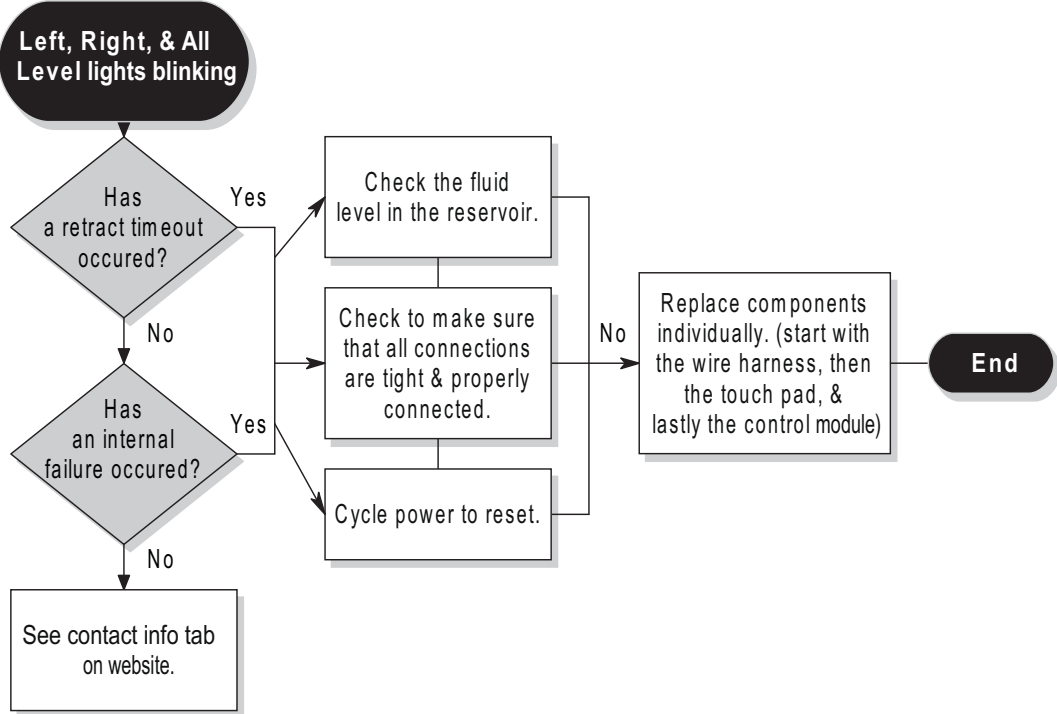 Left, Right, & All
Level lights blinking
Has
a retract timeout
occured?
Yes
No
Has
an internal
failure occured?
Yes
No
See contact info tab
on website.
Check the fluid
level in the reservoir.
Check to make sure
that all connections
are tight & properly
connected.
Cycle power to reset.
No
Replace components
individually. (start with
the wire harness, then
the touch pad, &
lastly the control module)
End